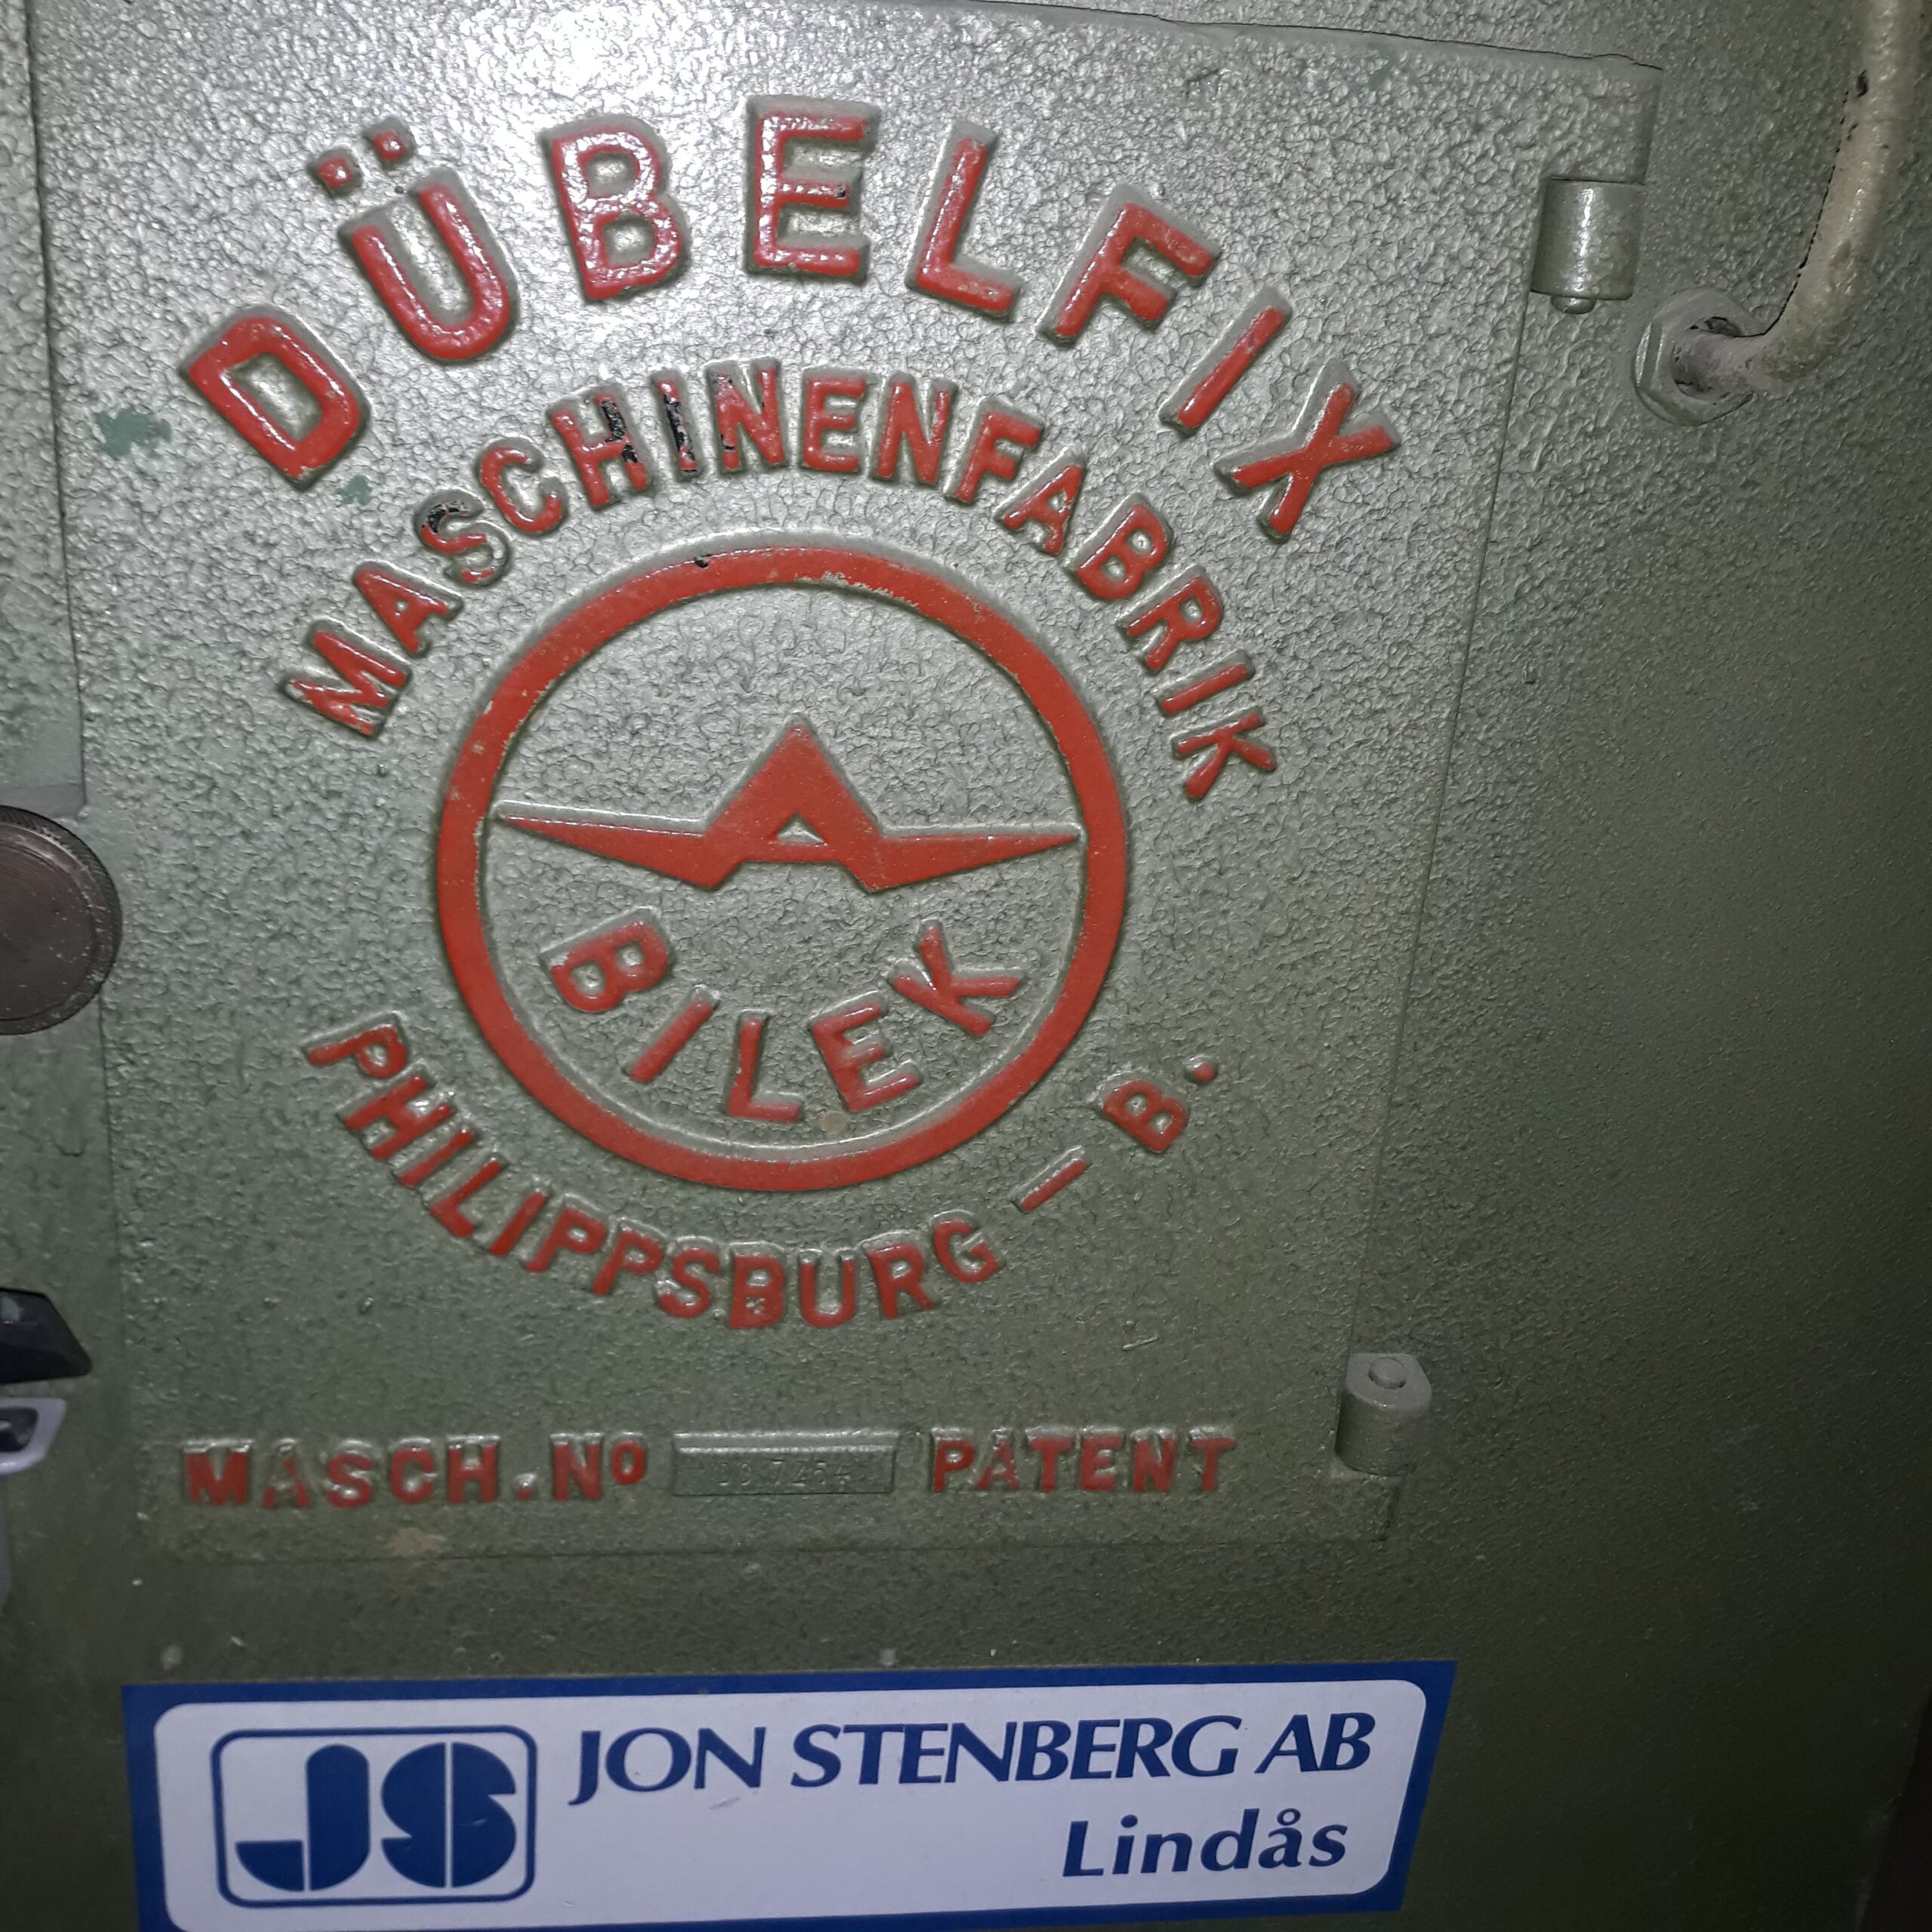 DÜBELFIX
MASCHINENFABRIK
A
BILEK
PHILIPPSBURG - B.
MASCH.No PATENT
JS JON STENBERG AB
Lindås